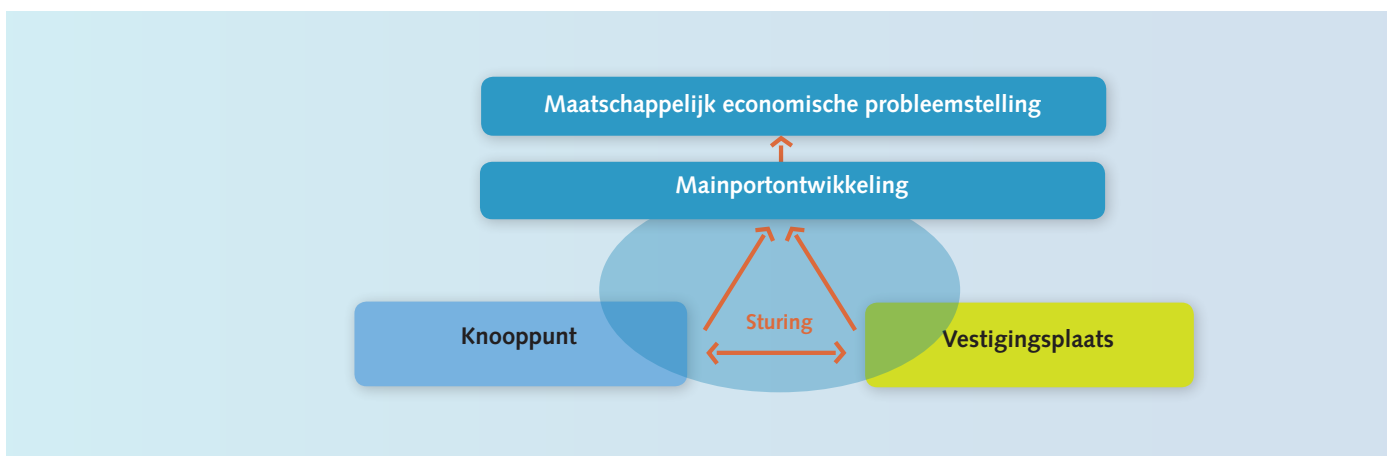 Maatschappelijk economische probleemstelling
Mainportontwikkeling
Sturing
Knooppunt
Vestigingsplaats